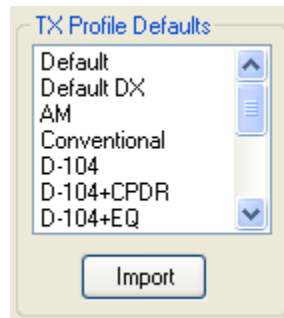 TX Profile Defaults
Default
Default DX
AM
Conventional
D-104
D-104+CPDR
D-104+EQ
Import